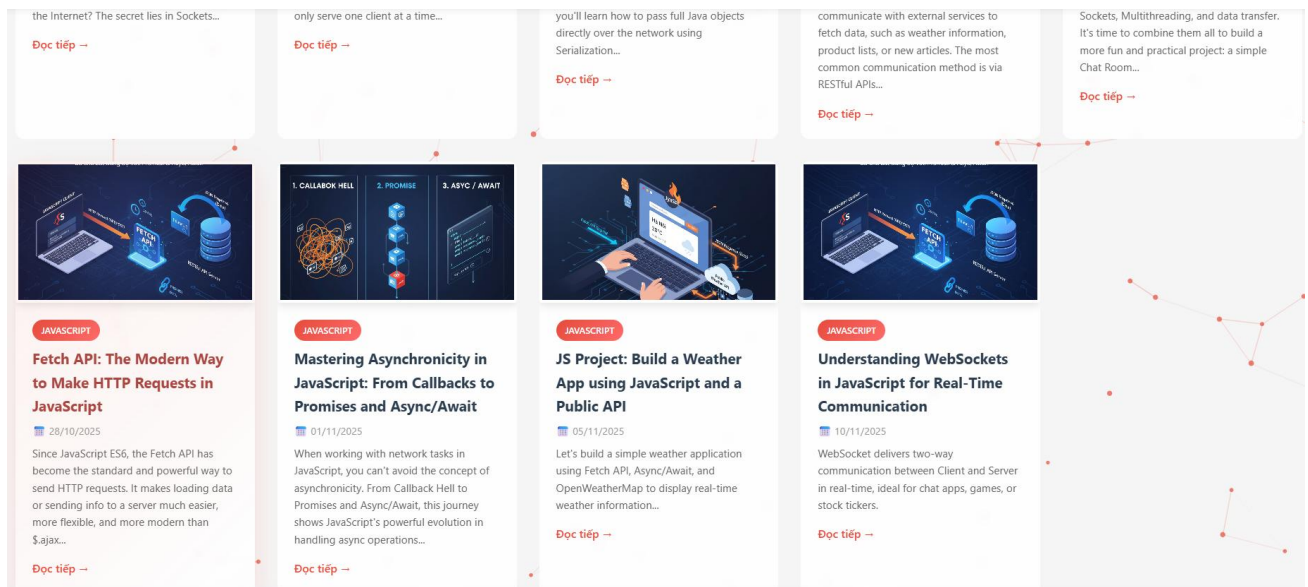 the Internet? The secret lies in Sockets...
Đọc tiếp →
only serve one client at a time...
Đọc tiếp →
you'll learn how to pass full Java objects
directly over the network using
Serialization...
Đọc tiếp →
communicate with external services to
fetch data, such as weather information,
product lists, or new articles. The most
common communication method is via
RESTful APIs...
Đọc tiếp →
Sockets, Multithreading, and data transfer.
It's time to combine them all to build a
more fun and practical project: a simple
Chat Room...
Đọc tiếp →
JS
FETCH
API
JAVASCRIPT
Fetch API: The Modern Way
to Make HTTP Requests in
JavaScript
28/10/2025
Since JavaScript ES6, the Fetch API has
become the standard and powerful way to
send HTTP requests. It makes loading data
or sending info to a server much easier,
more flexible, and more modern than
$.ajax...
Đọc tiếp →
1. CALLABOK HELL
2. PROMISE
3. ASYC / AWAIT
JAVASCRIPT
Mastering Asynchronicity in
JavaScript: From Callbacks to
Promises and Async/Await
01/11/2025
When working with network tasks in
JavaScript, you can't avoid the concept of
asynchronicity. From Callback Hell to
Promises and Async/Await, this journey
shows JavaScript's powerful evolution in
handling async operations...
Đọc tiếp →
JAVASCRIPT
JS Project: Build a Weather
App using JavaScript and a
Public API
05/11/2025
Let's build a simple weather application
using Fetch API, Async/Await, and
OpenWeatherMap to display real-time
weather information...
Đọc tiếp →
JS
FETCH
API
JAVASCRIPT
Understanding WebSockets
in JavaScript for Real-Time
Communication
10/11/2025
WebSocket delivers two-way
communication between Client and Server
in real-time, ideal for chat apps, games, or
stock tickers.
Đọc tiếp →